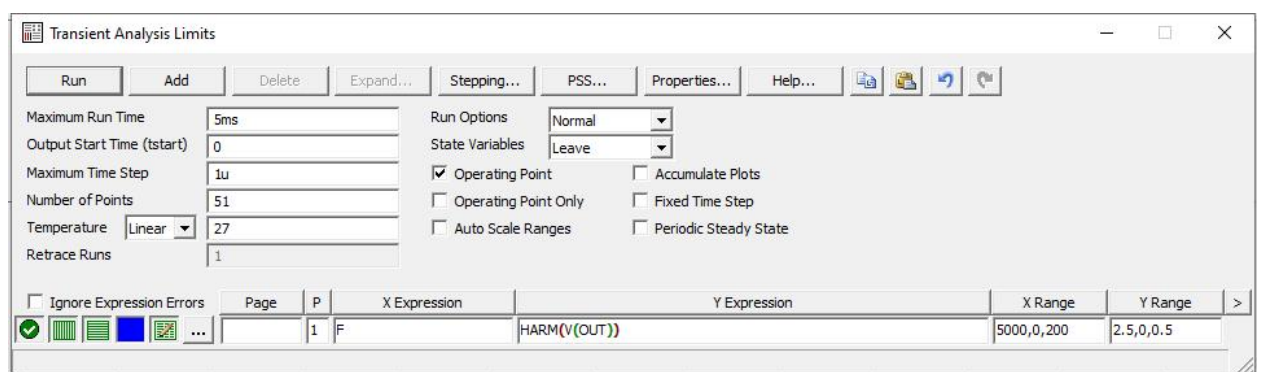 Transient Analysis Limits
Run Add Delete Expand... Stepping... PSS... Properties... Help...
Maximum Run Time 5ms Run Options Normal
Output Start Time (tstart) 0 State Variables Leave
Maximum Time Step 1u Operating Point Accumulate Plots
Number of Points 51 Operating Point Only Fixed Time Step
Temperature Linear 27 Auto Scale Ranges Periodic Steady State
Retrace Runs 1
Ignore Expression Errors Page P X Expression Y Expression X Range Y Range >
... 1 F HARM(V(OUT)) 5000,0,200 2.5,0,0.5